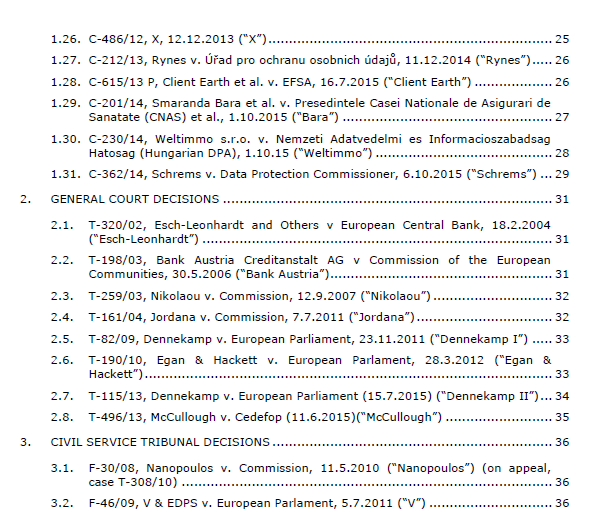 1.26. C-486/12, X, 12.12.2013 (“X”)..................................................................... 25
1.27. C-212/13, Rynes v. Úřad pro ochranu osobnich údajů, 11.12.2014 (“Rynes”)..... 26
1.28. C-615/13 P, Client Earth et al. v. EFSA, 16.7.2015 (“Client Earth”) ................... 26
1.29. C-201/14, Smaranda Bara et al. v. Presedintele Casei Nationale de Asigurari de
Sanatate (CNAS) et al., 1.10.2015 (“Bara”) .................................................. 27
1.30. C-230/14, Weltimmo s.r.o. v. Nemzeti Adatvedelmi es Informacioszabadsag
Hatosag (Hungarian DPA), 1.10.15 (“Weltimmo”) ........................................... 28
1.31. C-362/14, Schrems v. Data Protection Commissioner, 6.10.2015 (“Schrems”) ... 29
2. GENERAL COURT DECISIONS ................................................................................ 31
2.1. T-320/02, Esch-Leonhardt and Others v European Central Bank, 18.2.2004
(“Esch-Leonhardt”) .................................................................................... 31
2.2. T-198/03, Bank Austria Creditanstalt AG v Commission of the European
Communities, 30.5.2006 (“Bank Austria”)...................................................... 31
2.3. T-259/03, Nikolaou v. Commission, 12.9.2007 (“Nikolaou”) ............................. 32
2.4. T-161/04, Jordana v. Commission, 7.7.2011 (“Jordana”)................................. 32
2.5. T-82/09, Dennekamp v. European Parliament, 23.11.2011 (“Dennekamp I”) ..... 33
2.6. T-190/10, Egan & Hackett v. European Parlament, 28.3.2012 (“Egan &
Hackett”).................................................................................................. 33
2.7. T-115/13, Dennekamp v. European Parliament (15.7.2015) (“Dennekamp II”)... 34
2.8. T-496/13, McCullough v. Cedefop (11.6.2015)(“McCullough”) .......................... 35
3. CIVIL SERVICE TRIBUNAL DECISIONS .................................................................... 36
3.1. F-30/08, Nanopoulos v. Commission, 11.5.2010 (“Nanopoulos”) (on appeal,
case T-308/10) ......................................................................................... 36
3.2. F-46/09, V & EDPS v. European Parliament, 5.7.2011 (“V”) .............................. 36